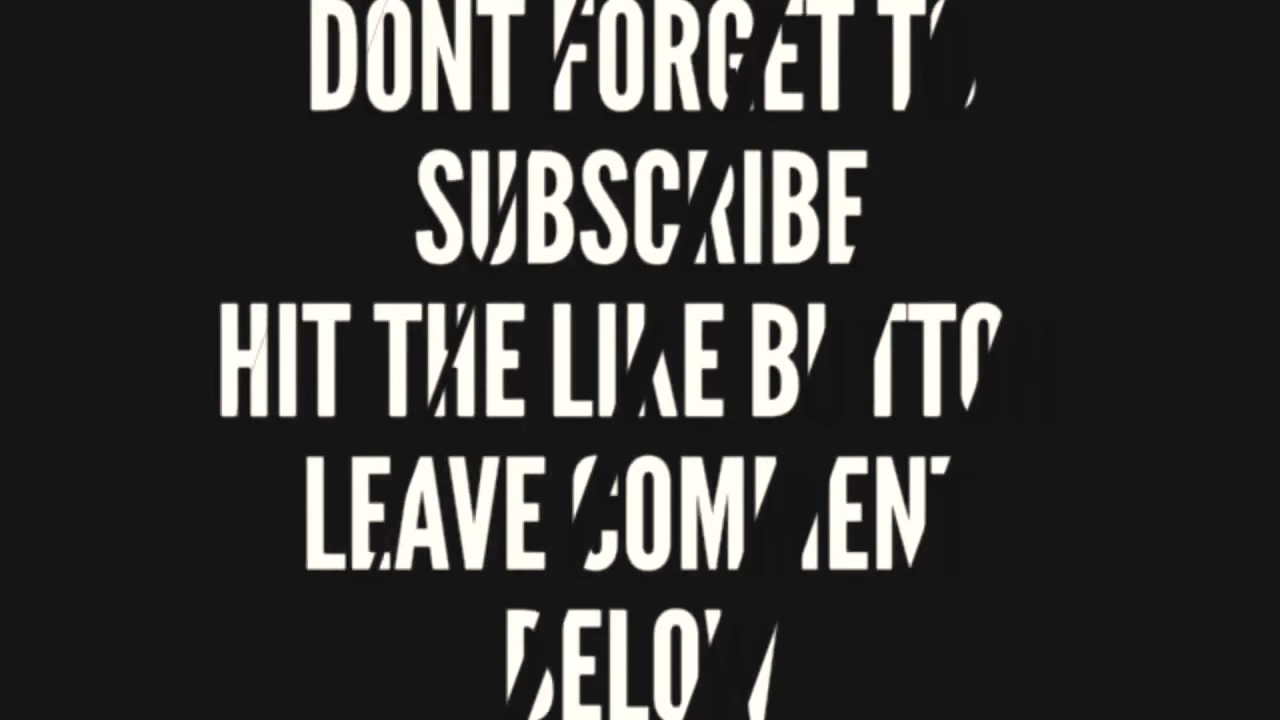 DONT FORGET TO
SUBSCRIBE
HIT THE LIKE BUTTON
LEAVE COMMENT
BELOW